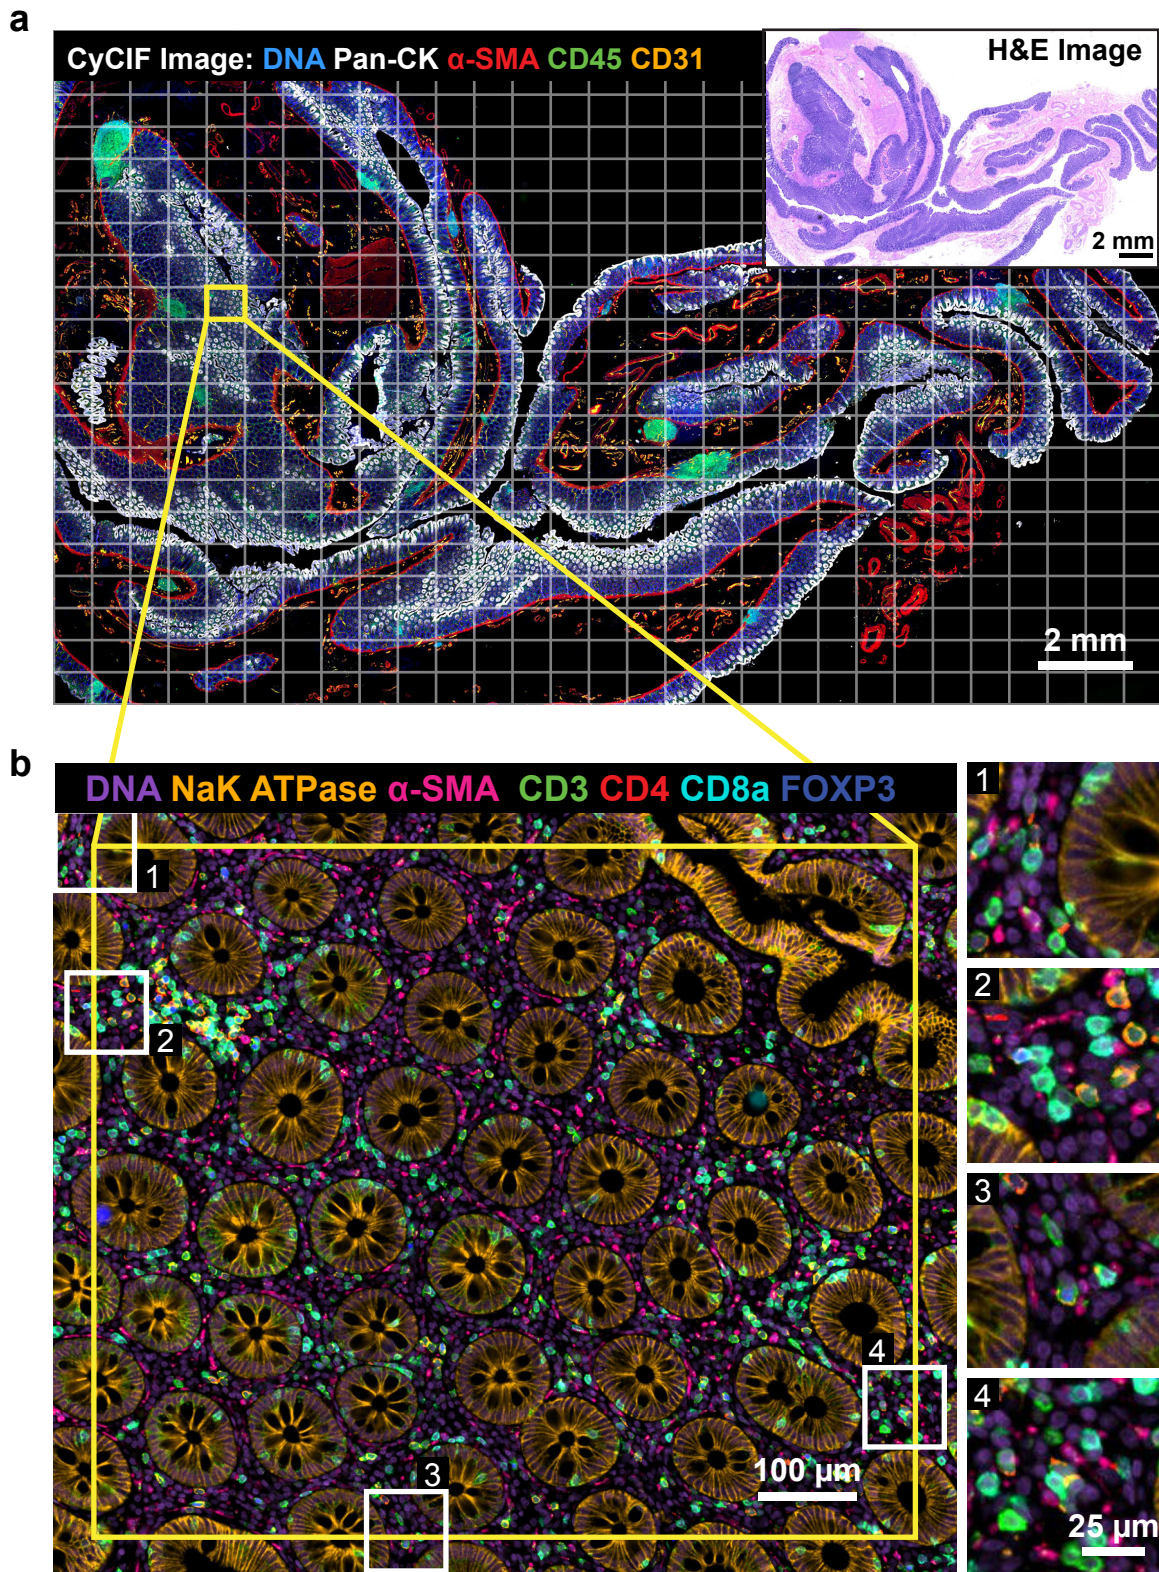 a
CyCIF Image: DNA Pan-CK α-SMA CD45 CD31
H&E Image
2 mm
2 mm
b
DNA NaK ATPase α-SMA CD3 CD4 CD8a FOXP3
1
2
3
4
100 µm
1
2
3
4
25 µm